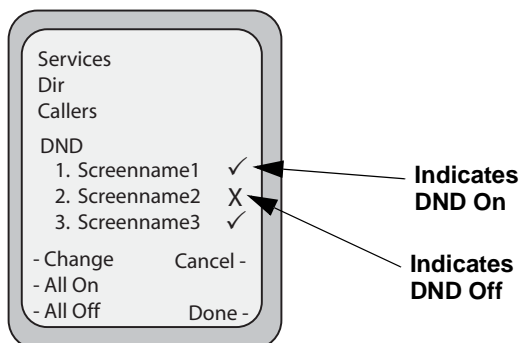 Services
Dir
Callers
DND
1. Screenname1 ✓
2. Screenname2 X
3. Screenname3 ✓
- Change Cancel -
- All On
- All Off Done -
Indicates
DND On
Indicates
DND Off